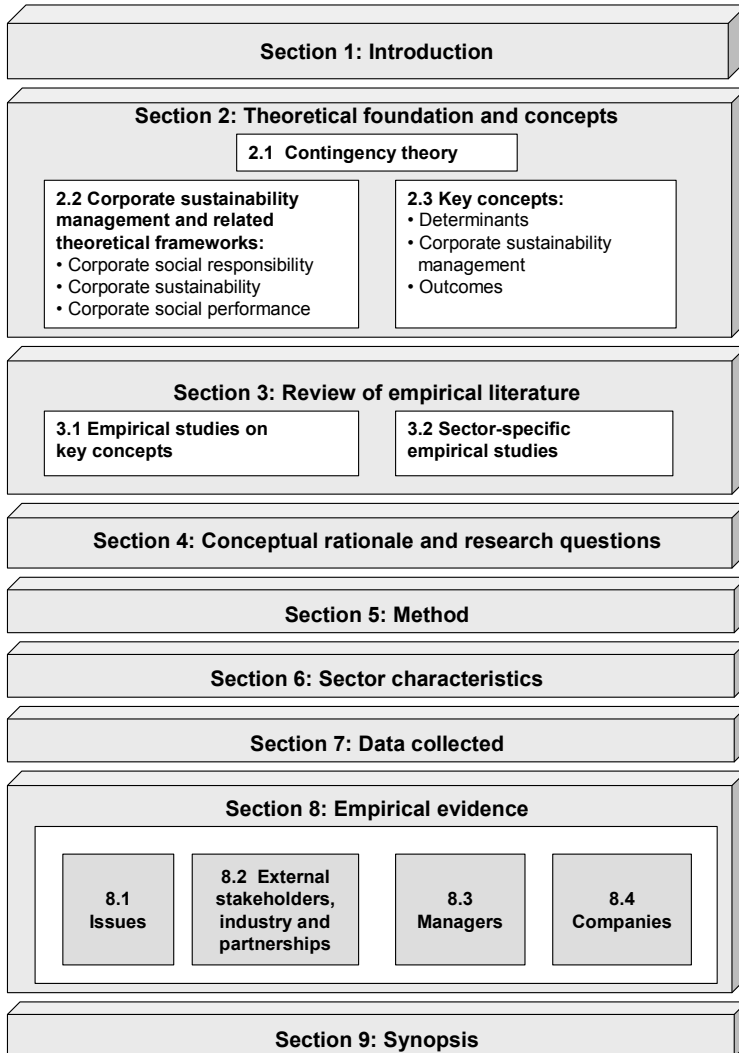 Section 1: Introduction
Section 2: Theoretical foundation and concepts
2.1 Contingency theory
2.2 Corporate sustainability
management and related
theoretical frameworks:
• Corporate social responsibility
• Corporate sustainability
• Corporate social performance
2.3 Key concepts:
• Determinants
• Corporate sustainability
management
• Outcomes
Section 3: Review of empirical literature
3.1 Empirical studies on
key concepts
3.2 Sector-specific
empirical studies
Section 4: Conceptual rationale and research questions
Section 5: Method
Section 6: Sector characteristics
Section 7: Data collected
Section 8: Empirical evidence
8.1
Issues
8.2 External
stakeholders,
industry and
partnerships
8.3
Managers
8.4
Companies
Section 9: Synopsis